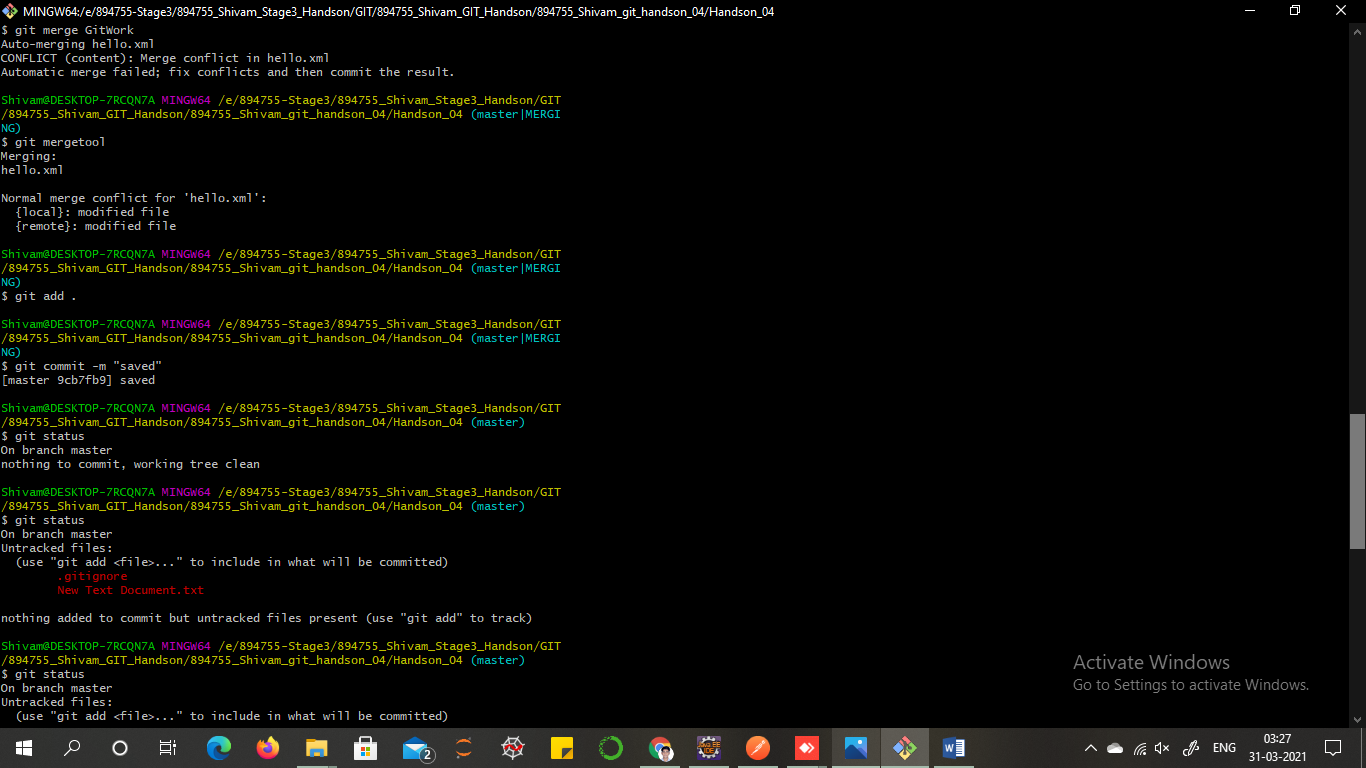 MINGW64:/e/894755-Stage3/894755_Shivam_Stage3_Handson/GIT/894755_Shivam_GIT_Handson/894755_Shivam_git_handson_04/Handson_04
$ git merge GitWork
Auto-merging hello.xml
CONFLICT (content): Merge conflict in hello.xml
Automatic merge failed; fix conflicts and then commit the result.
Shivam@DESKTOP-7RCQN7A MINGW64 /e/894755-Stage3/894755_Shivam_Stage3_Handson/GIT
/894755_Shivam_GIT_Handson/894755_Shivam_git_handson_04/Handson_04 (master|MERGI
NG)
$ git mergetool
Merging:
hello.xml
Normal merge conflict for 'hello.xml':
  {local}: modified file
  {remote}: modified file
Shivam@DESKTOP-7RCQN7A MINGW64 /e/894755-Stage3/894755_Shivam_Stage3_Handson/GIT
/894755_Shivam_GIT_Handson/894755_Shivam_git_handson_04/Handson_04 (master|MERGI
NG)
$ git add .
Shivam@DESKTOP-7RCQN7A MINGW64 /e/894755-Stage3/894755_Shivam_Stage3_Handson/GIT
/894755_Shivam_GIT_Handson/894755_Shivam_git_handson_04/Handson_04 (master|MERGI
NG)
$ git commit -m "saved"
[master 9cb7fb9] saved
Shivam@DESKTOP-7RCQN7A MINGW64 /e/894755-Stage3/894755_Shivam_Stage3_Handson/GIT
/894755_Shivam_GIT_Handson/894755_Shivam_git_handson_04/Handson_04 (master)
$ git status
On branch master
nothing to commit, working tree clean
Shivam@DESKTOP-7RCQN7A MINGW64 /e/894755-Stage3/894755_Shivam_Stage3_Handson/GIT
/894755_Shivam_GIT_Handson/894755_Shivam_git_handson_04/Handson_04 (master)
$ git status
On branch master
Untracked files:
  (use "git add <file>..." to include in what will be committed)
        .gitignore
        New Text Document.txt
nothing added to commit but untracked files present (use "git add" to track)
Shivam@DESKTOP-7RCQN7A MINGW64 /e/894755-Stage3/894755_Shivam_Stage3_Handson/GIT
/894755_Shivam_GIT_Handson/894755_Shivam_git_handson_04/Handson_04 (master)
$ git status
On branch master
Untracked files:
  (use "git add <file>..." to include in what will be committed)
Activate Windows
Go to Settings to activate Windows.
2
Java EE
IDE
ENG
03:27
31-03-2021